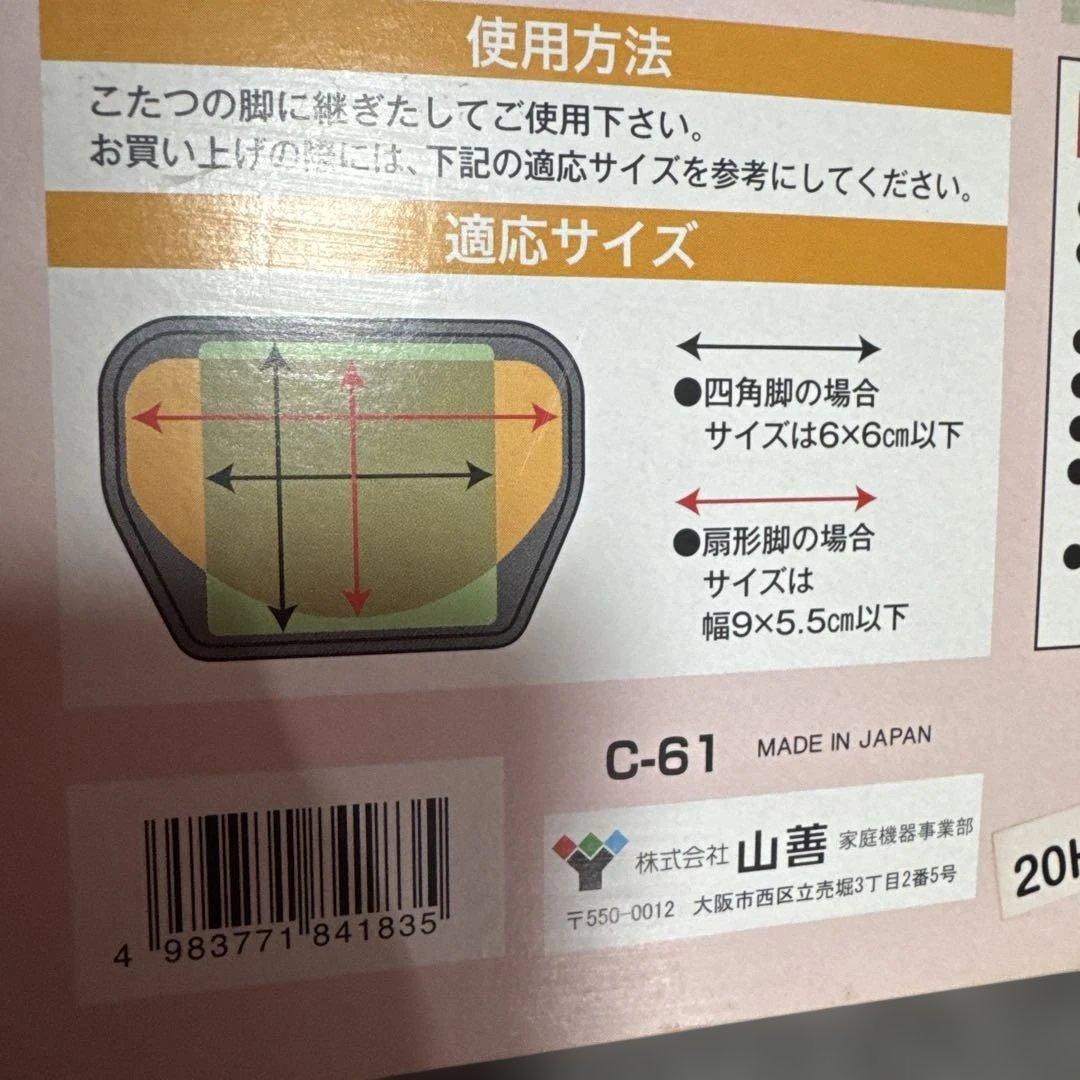 使用方法
こたつの脚に継ぎたしてご使用下さい。
お買い上げの際には、下記の適応サイズを参考にしてください。
適応サイズ
●四角脚の場合
サイズは6×6cm以下
●扇形脚の場合
サイズは
幅9×5.5cm以下
C-61 MADE IN JAPAN
4 983771 841835
株式会社 山善 家庭機器事業部
〒550-0012 大阪市西区立売堀3丁目2番5号
20H